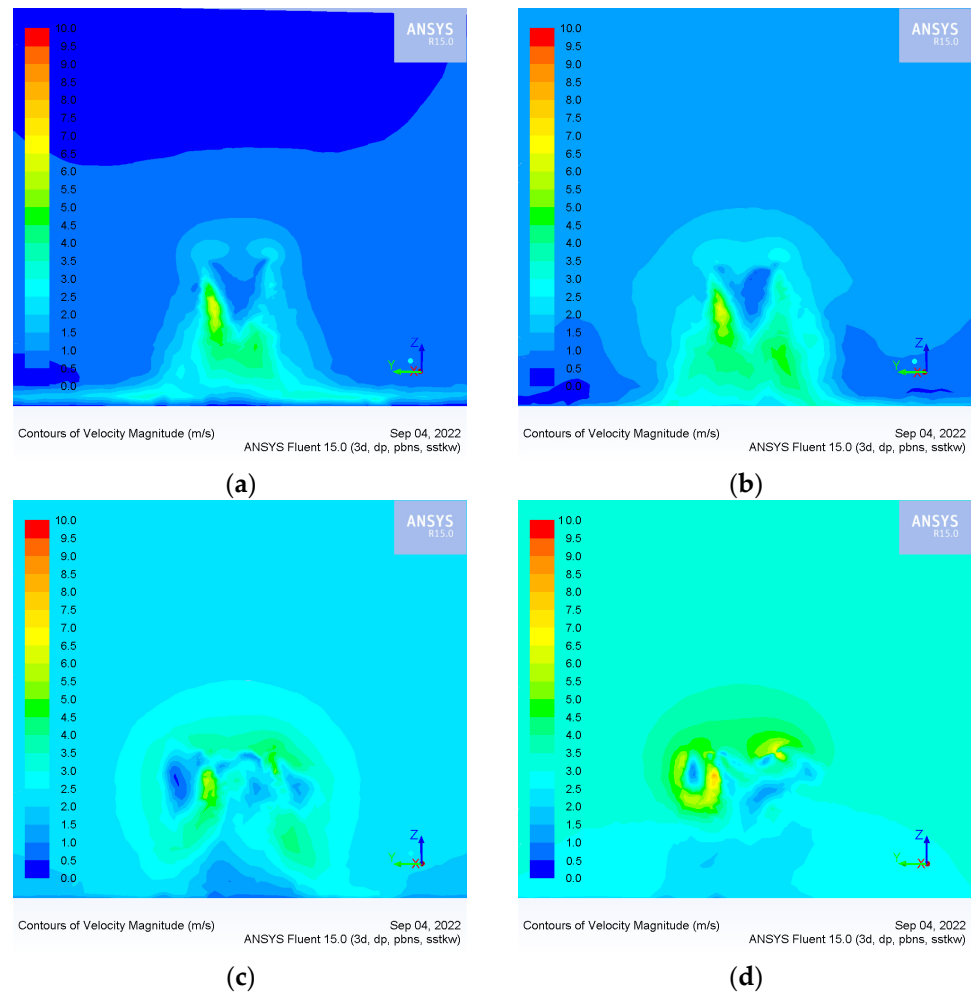 ANSYS
R15.0
10.0
9.5
9.0
8.5
8.0
7.5
7.0
6.5
6.0
5.5
5.0
4.5
4.0
3.5
3.0
2.5
2.0
1.5
1.0
0.5
0.0
Z
Y
X
Contours of Velocity Magnitude (m/s)
Sep 04, 2022
ANSYS Fluent 15.0 (3d, dp, pbns, sstkw)
(a)
ANSYS
R15.0
10.0
9.5
9.0
8.5
8.0
7.5
7.0
6.5
6.0
5.5
5.0
4.5
4.0
3.5
3.0
2.5
2.0
1.5
1.0
0.5
0.0
Z
Y
X
Contours of Velocity Magnitude (m/s)
Sep 04, 2022
ANSYS Fluent 15.0 (3d, dp, pbns, sstkw)
(b)
ANSYS
R15.0
10.0
9.5
9.0
8.5
8.0
7.5
7.0
6.5
6.0
5.5
5.0
4.5
4.0
3.5
3.0
2.5
2.0
1.5
1.0
0.5
0.0
Z
Y
X
Contours of Velocity Magnitude (m/s)
Sep 04, 2022
ANSYS Fluent 15.0 (3d, dp, pbns, sstkw)
(c)
ANSYS
R15.0
10.0
9.5
9.0
8.5
8.0
7.5
7.0
6.5
6.0
5.5
5.0
4.5
4.0
3.5
3.0
2.5
2.0
1.5
1.0
0.5
0.0
Z
Y
X
Contours of Velocity Magnitude (m/s)
Sep 04, 2022
ANSYS Fluent 15.0 (3d, dp, pbns, sstkw)
(d)